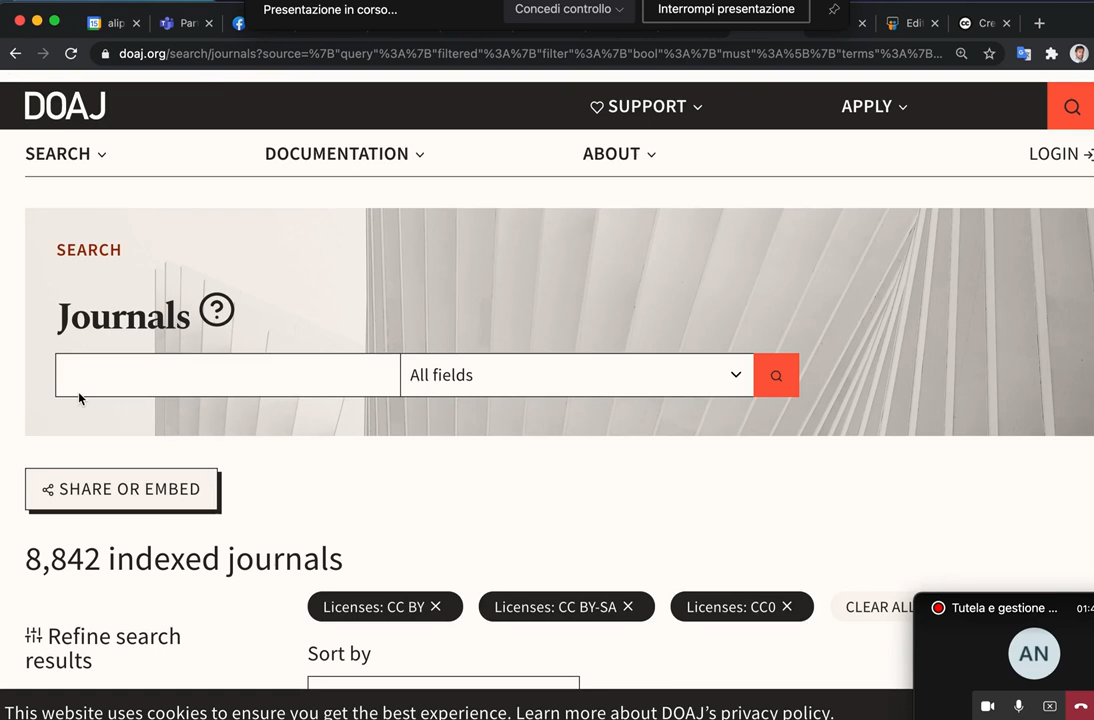 Presentazione in corso...
Concedi controllo
Interrompi presentazione
alip
Par
Edi
Cre
doaj.org/search/journals?source=%7B"query"%3A%7B"filtered"%3A%7B"filter"%3A%7B"bool"%3A%7B"must"%3A%5B%7B"terms"%3A%7B...
DOAJ
SUPPORT
APPLY
SEARCH
DOCUMENTATION
ABOUT
LOGIN
SEARCH
Journals ?
All fields
SHARE OR EMBED
8,842 indexed journals
Licenses: CC BY ×
Licenses: CC BY-SA ×
Licenses: CC0 ×
CLEAR ALL
Refine search
results
Sort by
Tutela e gestione ...
AN
This website uses cookies to ensure you get the best experience. Learn more about DOAJ's privacy policy.